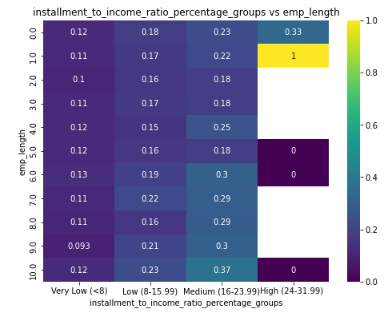 installment_to_income_ratio_percentage_groups vs emp_length
0.0 0.12 0.18 0.23 0.33
1.0 0.11 0.17 0.22 1
2.0 0.1 0.16 0.18
3.0 0.11 0.17 0.18
4.0 0.12 0.15 0.25
5.0 0.12 0.16 0.18 0
6.0 0.13 0.19 0.3 0
7.0 0.11 0.22 0.29
8.0 0.11 0.16 0.29
9.0 0.093 0.21 0.3
10.0 0.12 0.23 0.37 0
emp_length
Very Low (<8) Low (8-15.99) Medium (16-23.99) High (24-31.99)
installment_to_income_ratio_percentage_groups
1.0
0.8
0.6
0.4
0.2
0.0